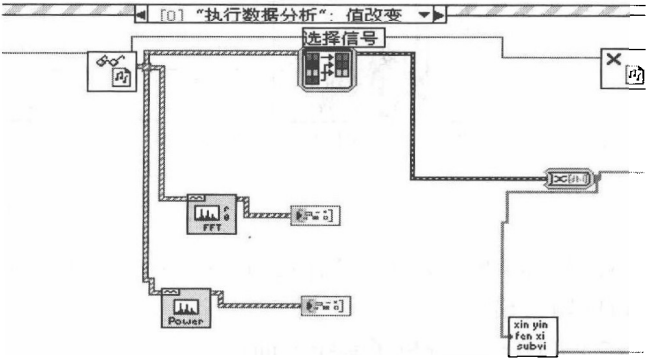 [0] "执行数据分析": 值改变
选择信号
FFT
Power
xin yin
fen xi
subvi